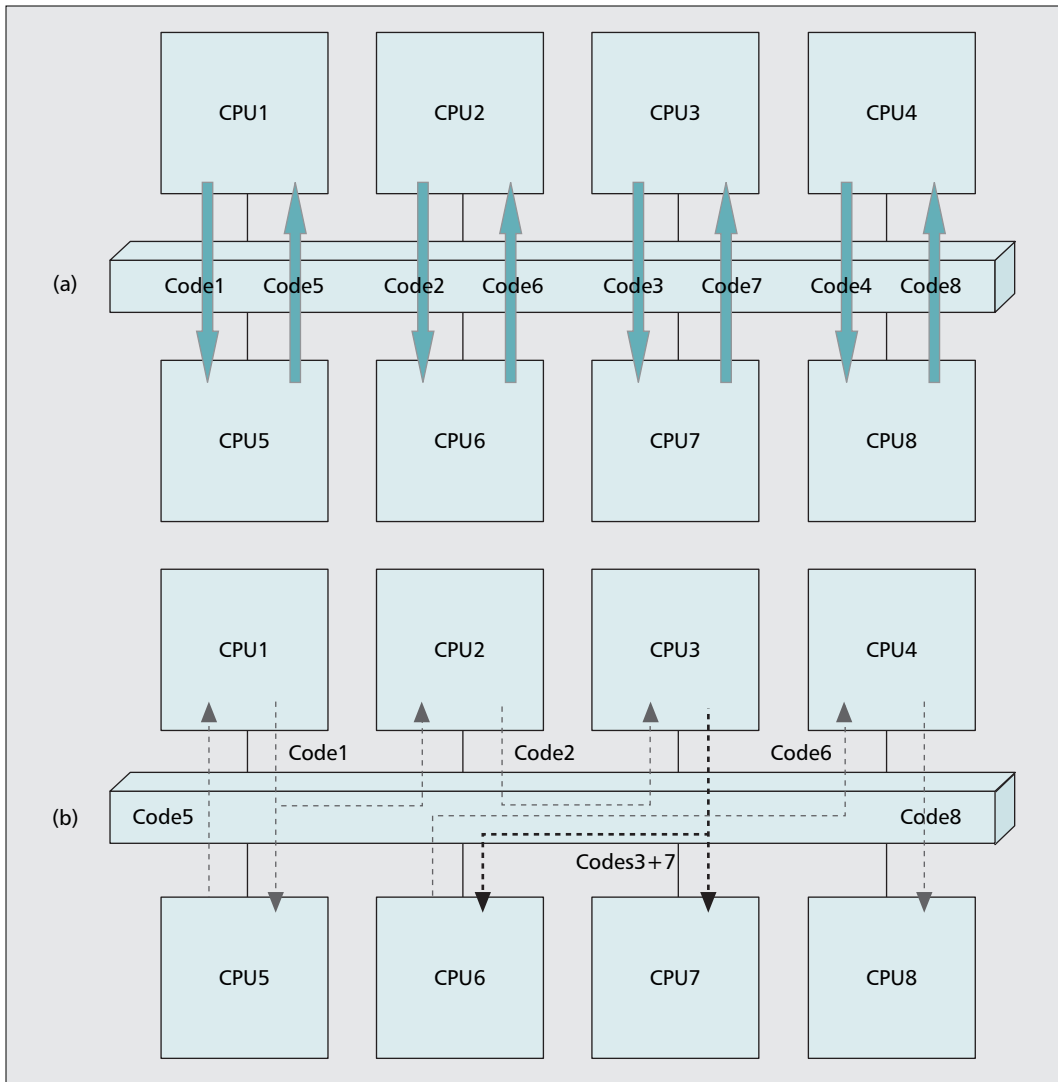 CPU1 CPU2 CPU3 CPU4
(a) Code1 Code5 Code2 Code6 Code3 Code7 Code4 Code8
CPU5 CPU6 CPU7 CPU8
CPU1 CPU2 CPU3 CPU4
Code1 Code2 Code6
(b) Code5 Code8
Codes3+7
CPU5 CPU6 CPU7 CPU8